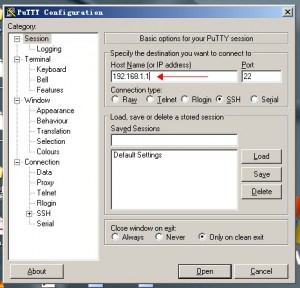 PuTTY Configuration
Category:
Session
Logging
Terminal
Keyboard
Bell
Features
Window
Appearance
Behaviour
Translation
Selection
Colours
Connection
Data
Proxy
Telnet
Rlogin
SSH
Serial
Basic options for your PuTTY session
Specify the destination you want to connect to
Host Name (or IP address) Port
192.168.1.1 22
Connection type:
Raw Telnet Rlogin SSH Serial
Load, save or delete a stored session
Saved Sessions
Default Settings
Load
Save
Delete
Close window on exit:
Always Never Only on clean exit
About Open Cancel